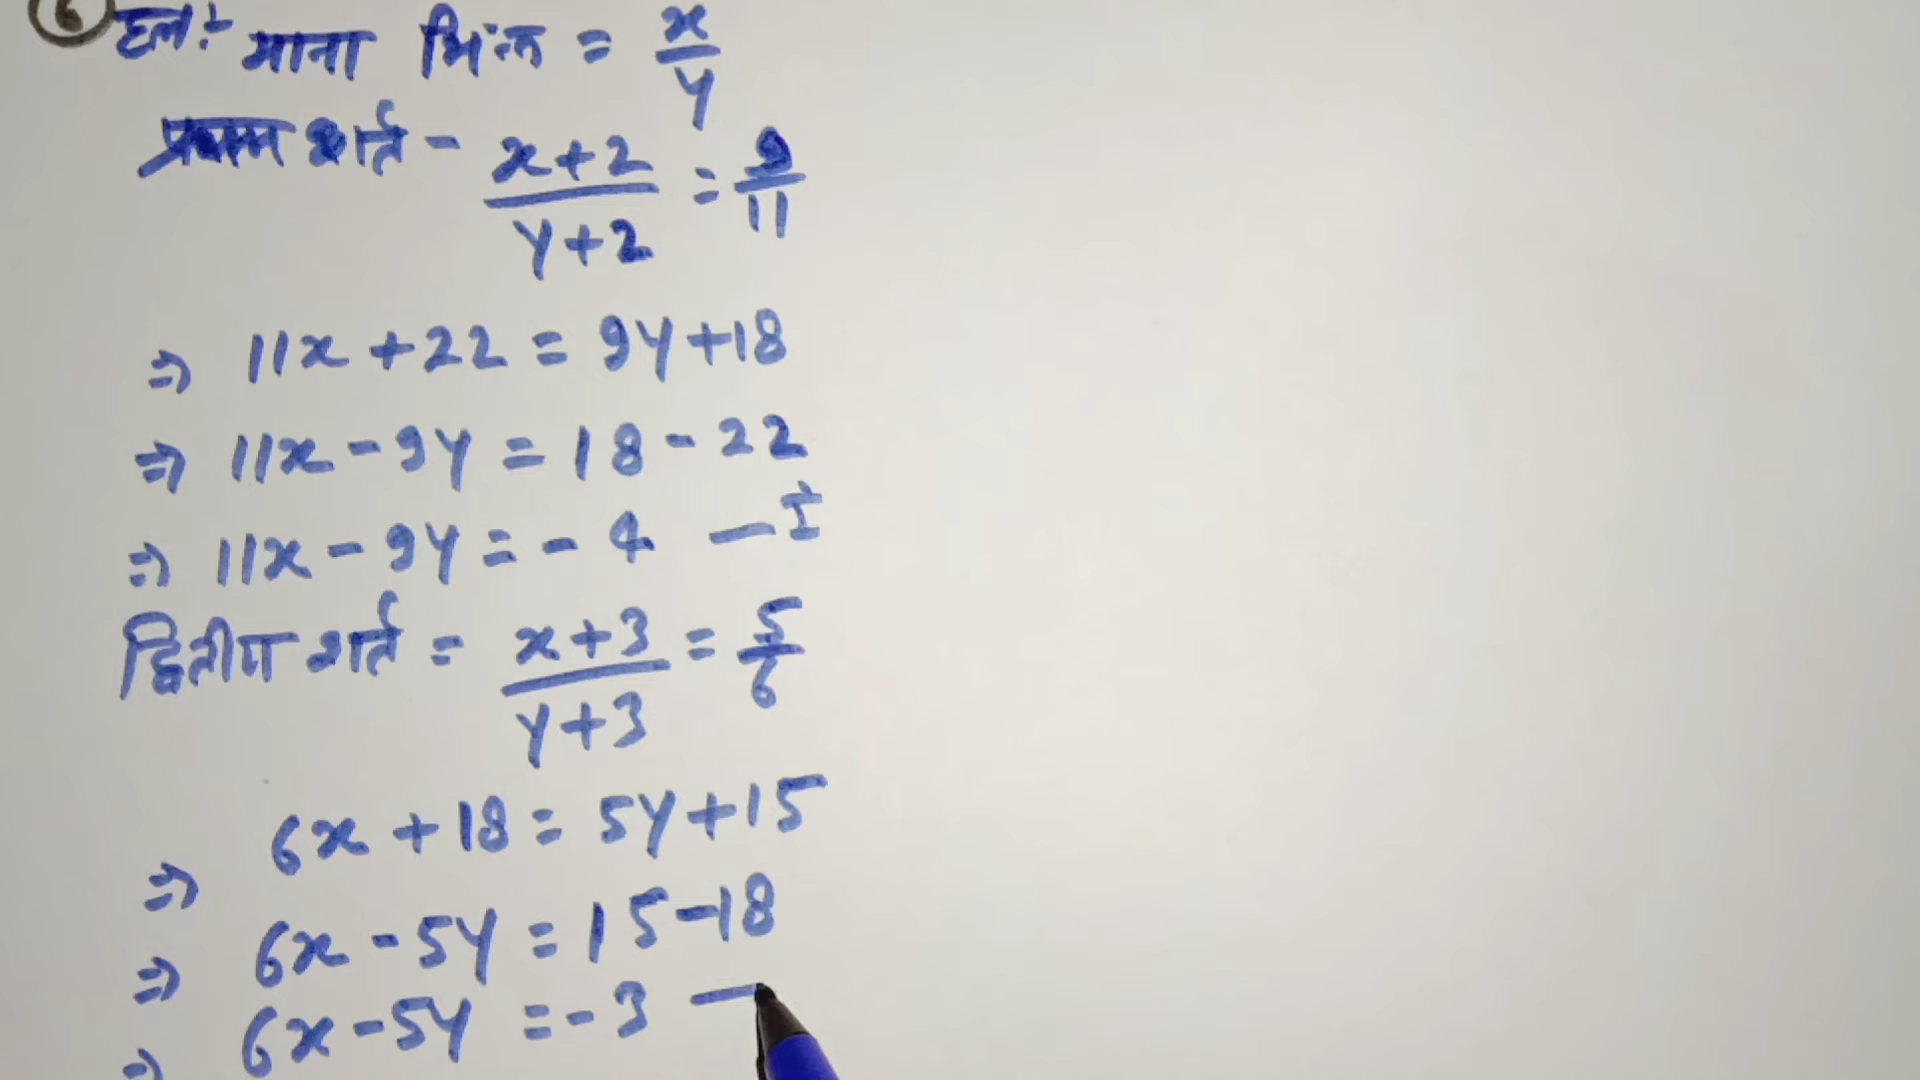 6 हल:- माना भिन्न = x/y
प्रथम शर्त - (x+2)/(y+2) = 9/11
⇒ 11x + 22 = 9y + 18
⇒ 11x - 9y = 18 - 22
⇒ 11x - 9y = - 4 — I
द्वितीय शर्त = (x+3)/(y+3) = 5/6
⇒ 6x + 18 = 5y + 15
⇒ 6x - 5y = 15 - 18
⇒ 6x - 5y = - 3 —